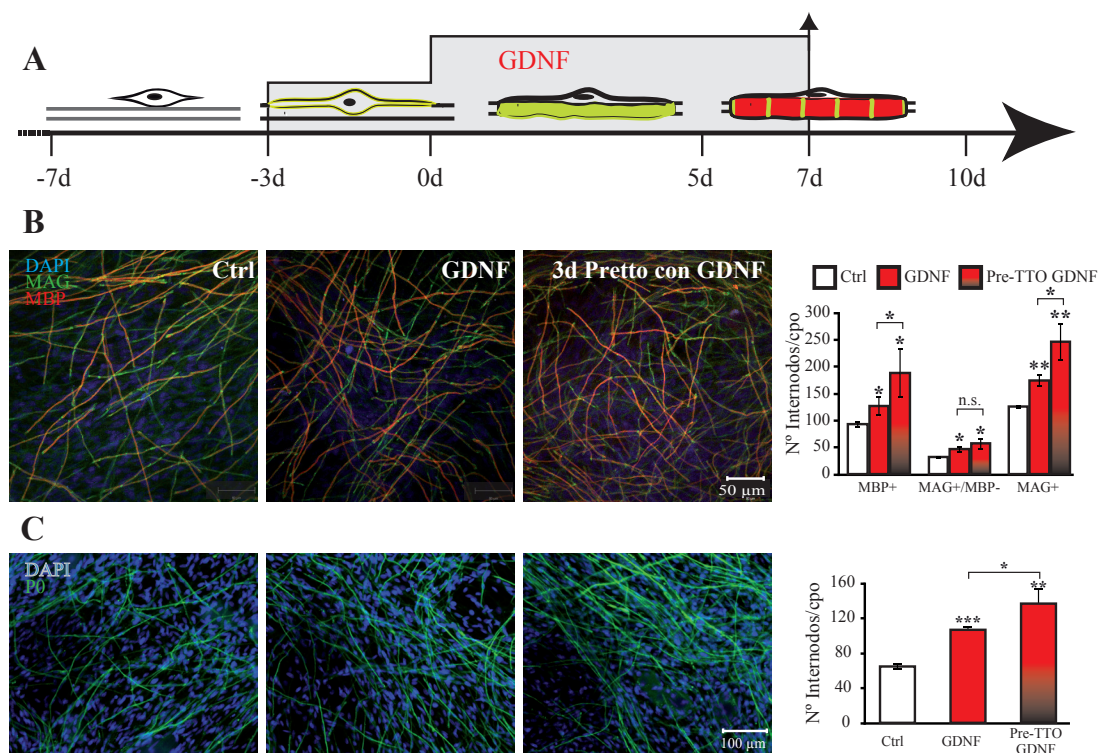 A
GDNF
-7d
-3d
0d
5d
7d
10d
B
DAPI
MAG
MBP
Ctrl
GDNF
3d Pretto con GDNF
50 µm
Ctrl
GDNF
Pre-TTO GDNF
Nº Internodos/cpo
300
250
200
150
100
50
0
*
*
*
n.s.
*
*
*
**
**
MBP+
MAG+/MBP-
MAG+
C
DAPI
P0
100 µm
Nº Internodos/cpo
160
120
80
40
0
*
***
**
Ctrl
GDNF
Pre-TTO
GDNF